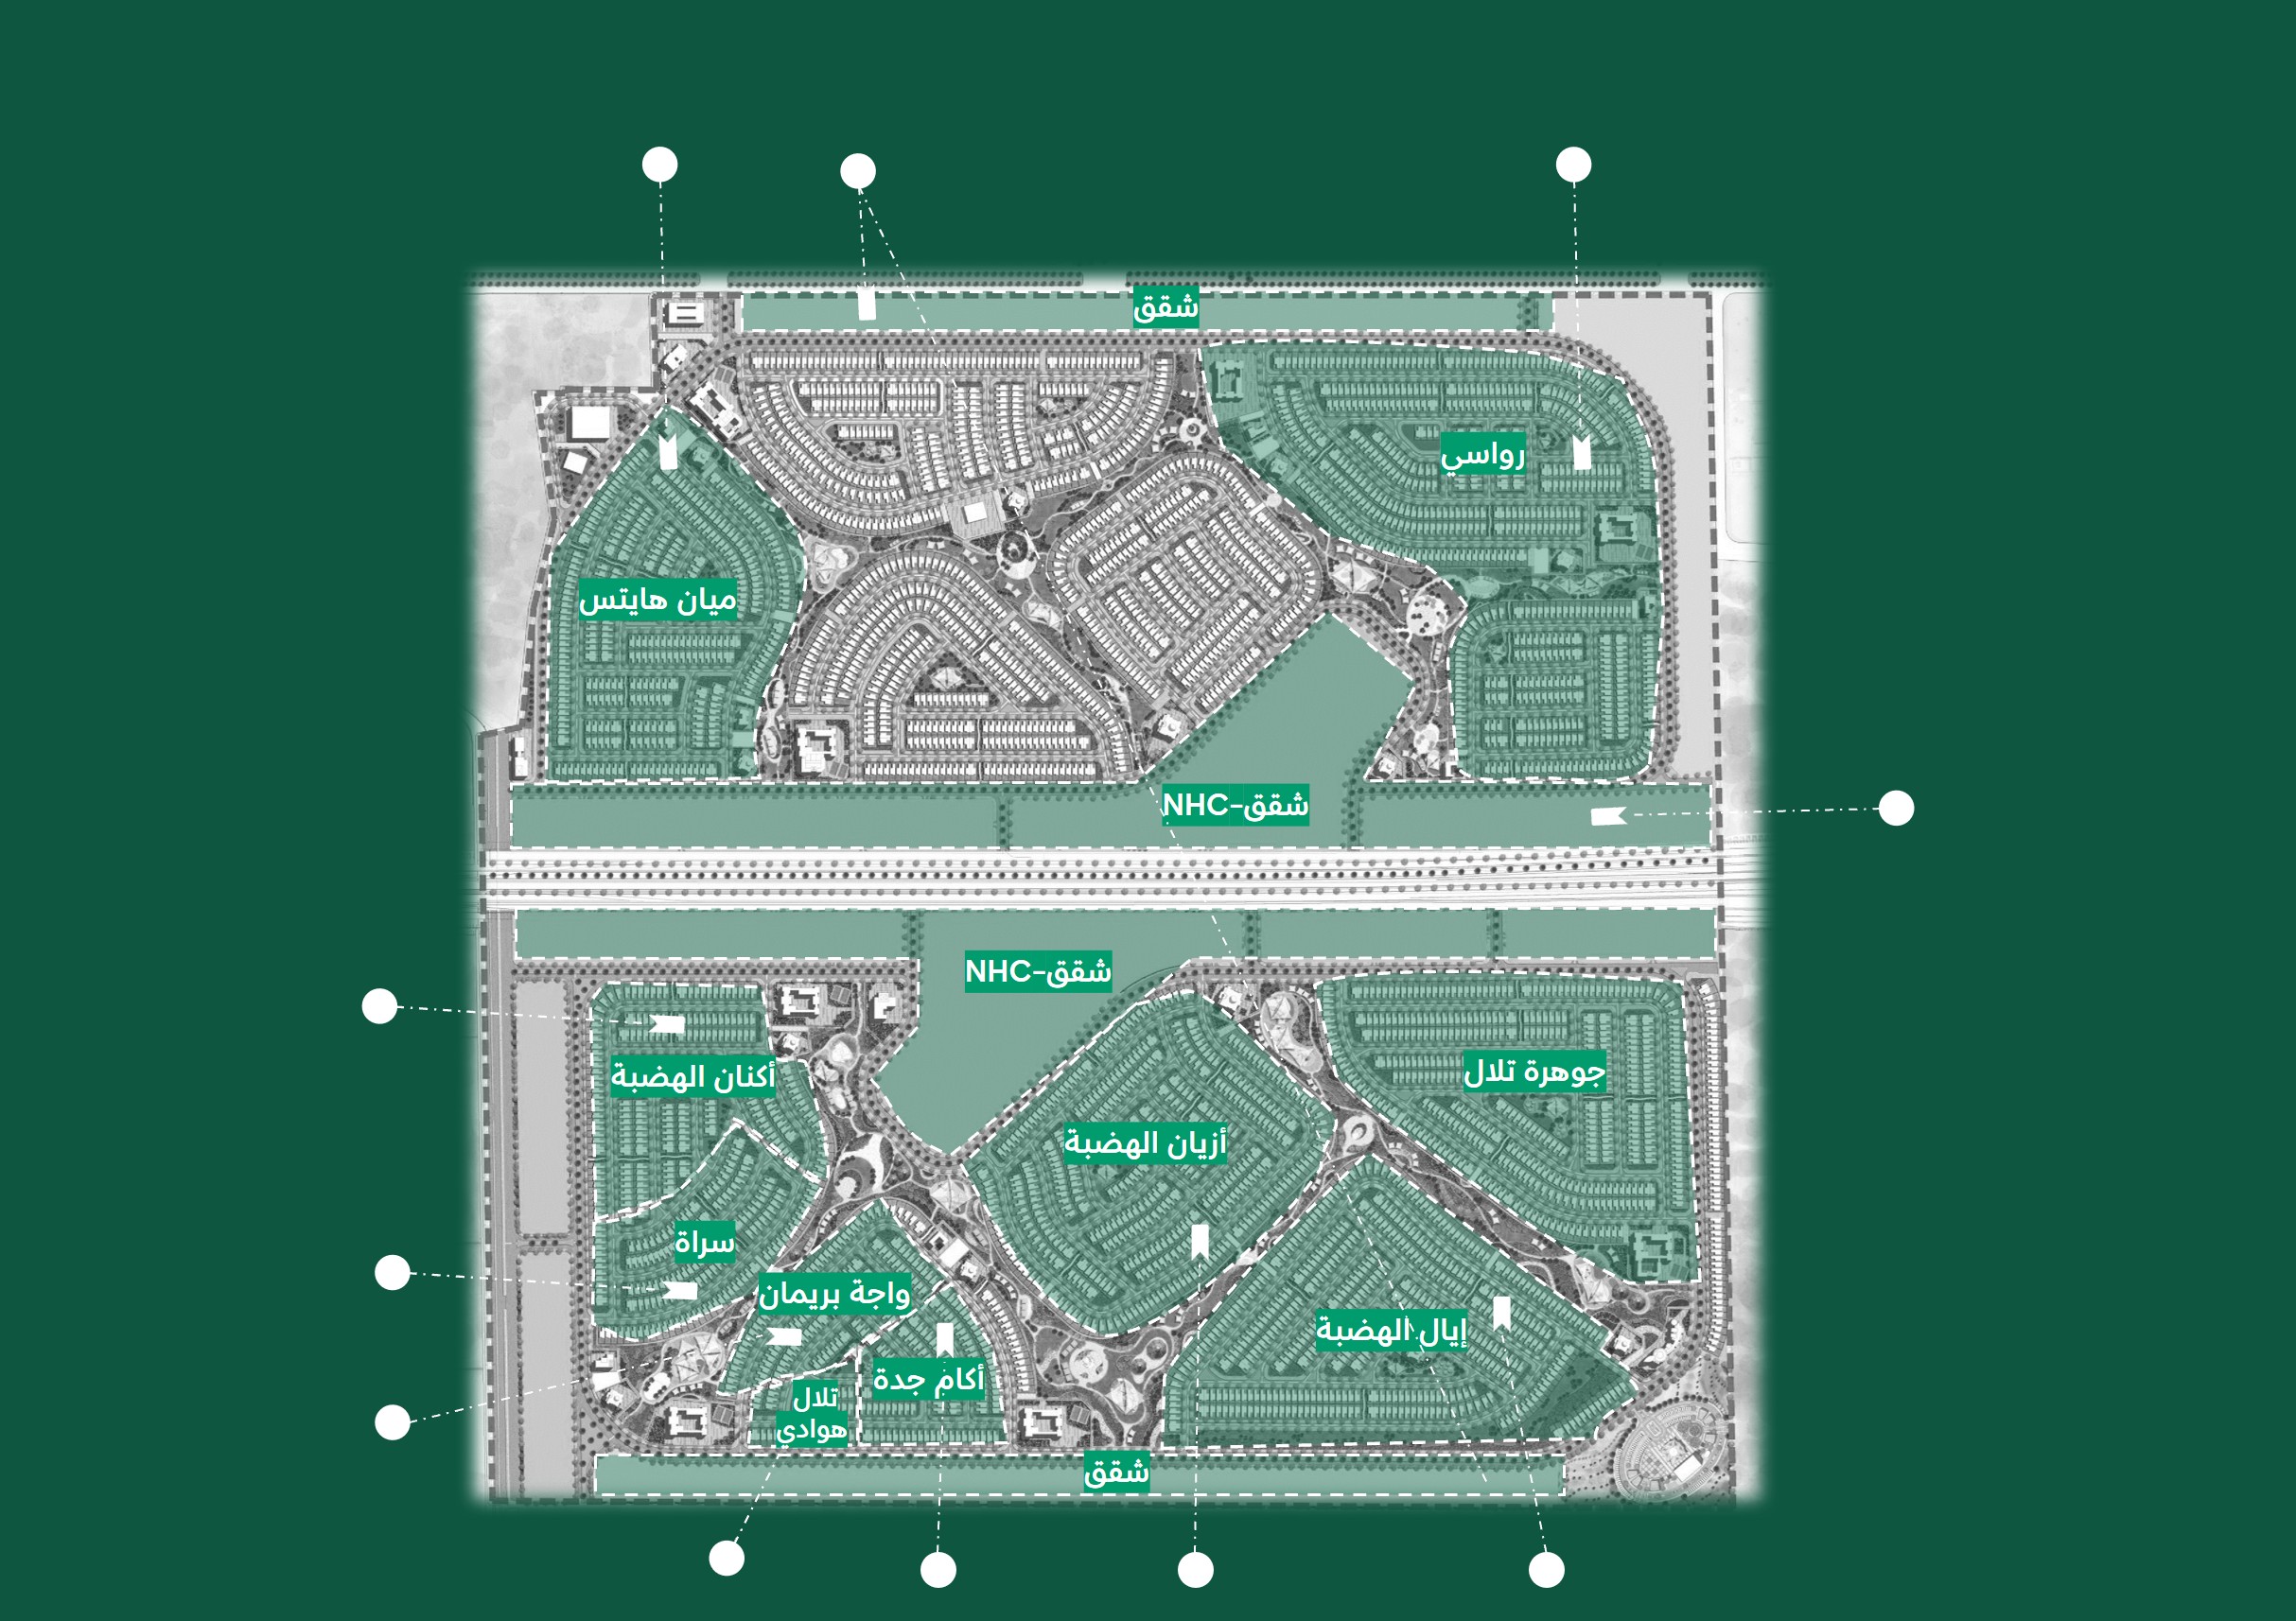 شقق
رواسي
ميان هايتس
شقق-NHC
شقق-NHC
جوهرة تلال
أكنان الهضبة
أزيان الهضبة
سراة
واجة بريمان
إيال الهضبة
أكام جدة
تلال
هوادي
شقق